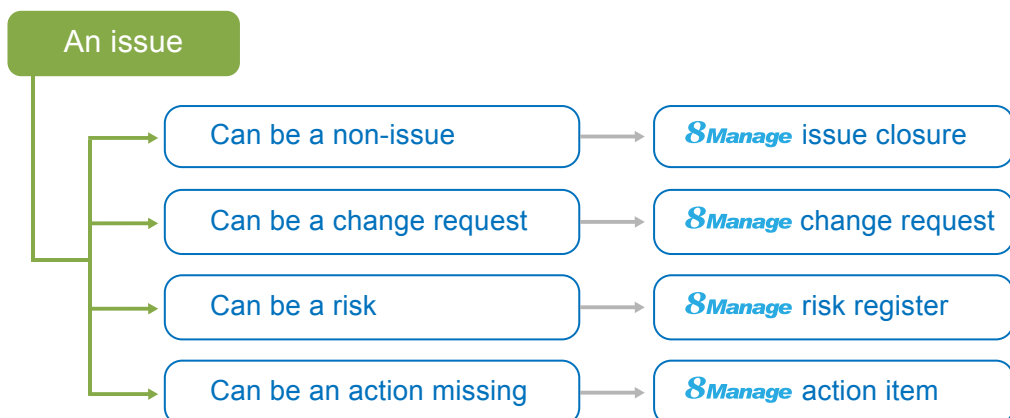 An issue
Can be a non-issue
8Manage issue closure
Can be a change request
8Manage change request
Can be a risk
8Manage risk register
Can be an action missing
8Manage action item